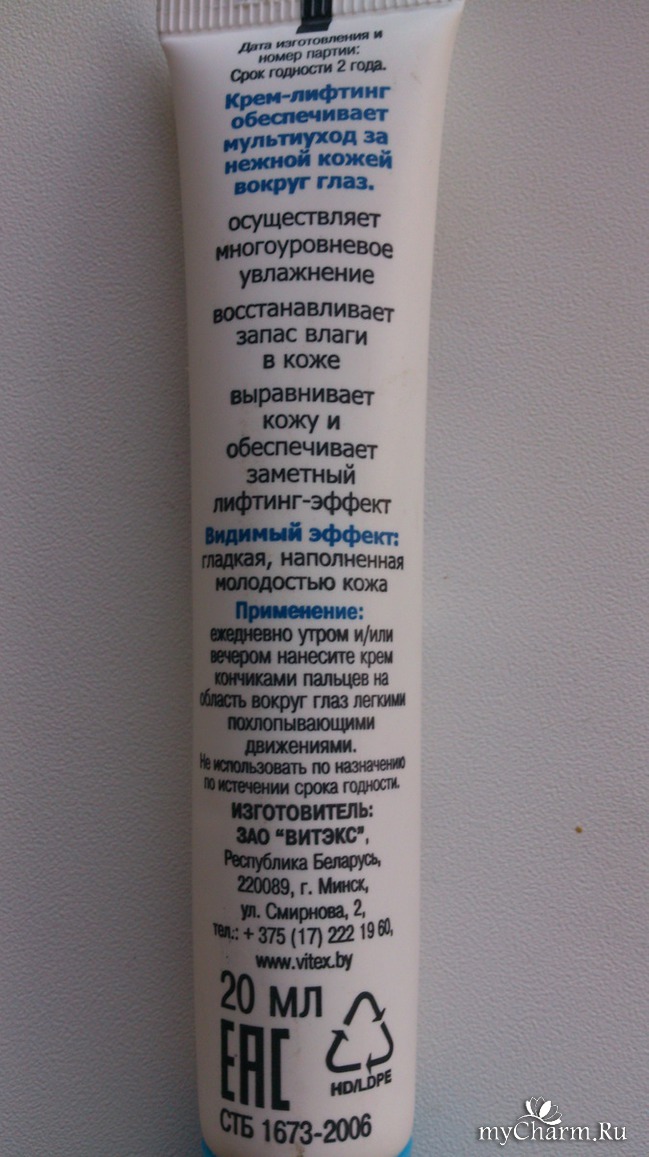 Дата изготовления и
номер партии:
Срок годности 2 года.
Крем-лифтинг
обеспечивает
мультиуход за
нежной кожей
вокруг глаз.
осуществляет
многоуровневое
увлажнение
восстанавливает
запас влаги
в коже
выравнивает
кожу и
обеспечивает
заметный
лифтинг-эффект
Видимый эффект:
гладкая, наполненная
молодостью кожа
Применение:
ежедневно утром и/или
вечером нанесите крем
кончиками пальцев на
область вокруг глаз легкими
похлопывающими
движениями.
Не использовать по назначению
по истечении срока годности.
ИЗГОТОВИТЕЛЬ:
ЗАО "ВИТЭКС",
Республика Беларусь,
220089, г. Минск,
ул. Смирнова, 2,
тел.: + 375 (17) 222 19 60,
www.vitex.by
20 мл
EAC
HD/LDPE
СТБ 1673-2006
myCharm.Ru